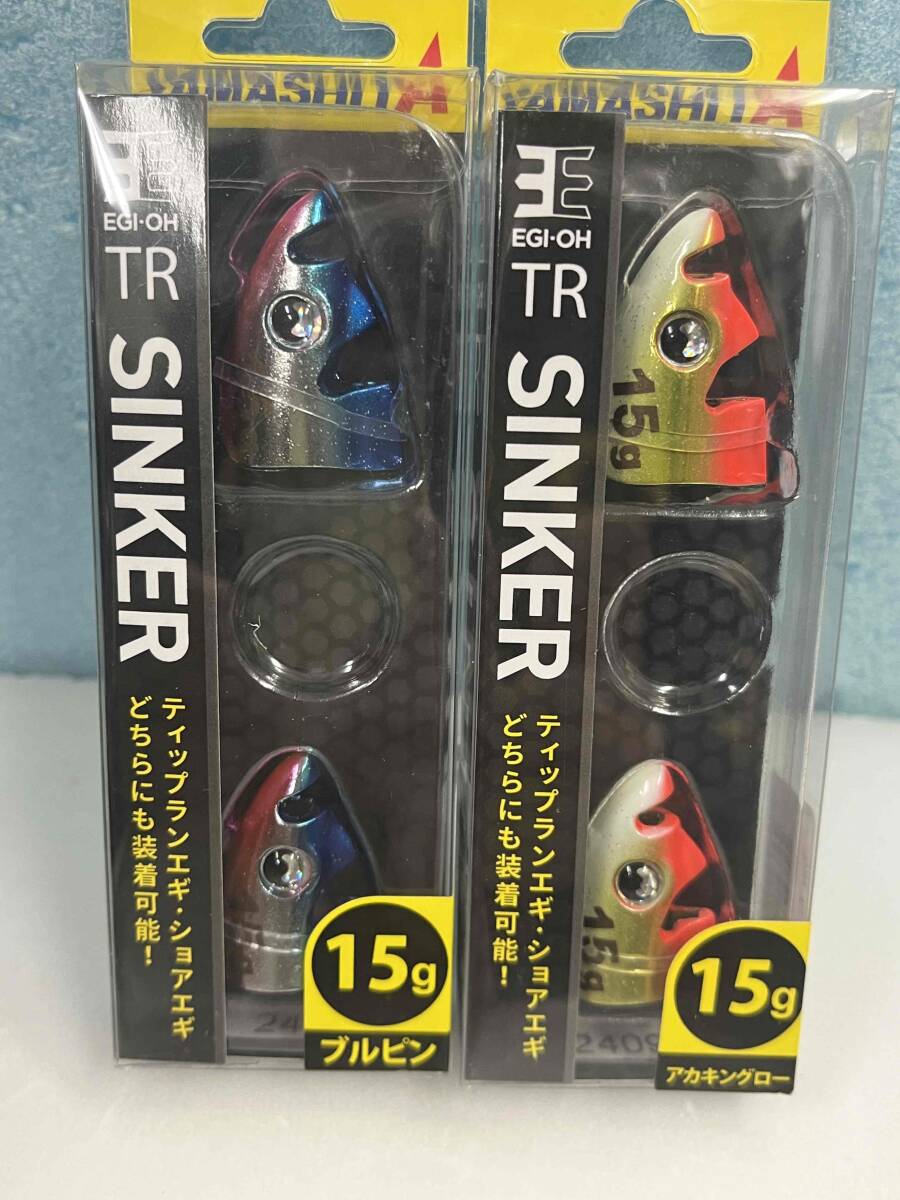 YAMASHITA
EGI-OH
TR
SINKER
ティップランエギ・ショアエギ
どちらにも装着可能!
15g
ブルピン
YAMASHITA
EGI-OH
TR
SINKER
15g
ティップランエギ・ショアエギ
どちらにも装着可能!
15g
2409
15g
アカキングロー